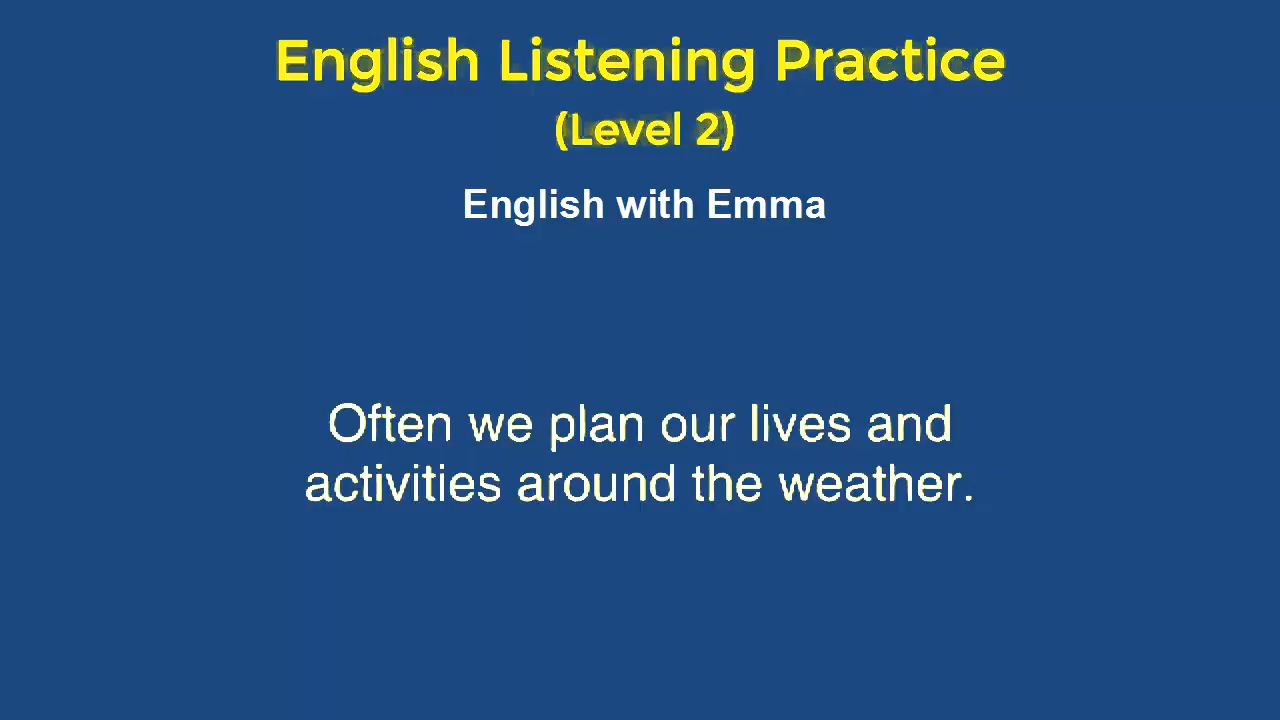 English Listening Practice
(Level 2)
English with Emma
Often we plan our lives and
activities around the weather.